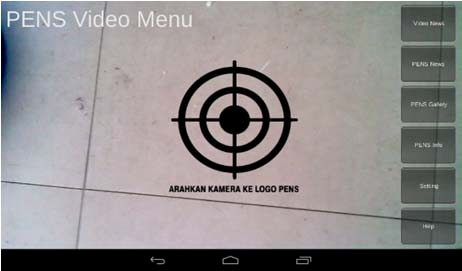 PENS Video Menu
Video News
PENS News
PENS Gallery
PENS Info
Setting
Help
ARAHKAN KAMERA KE LOGO PENS